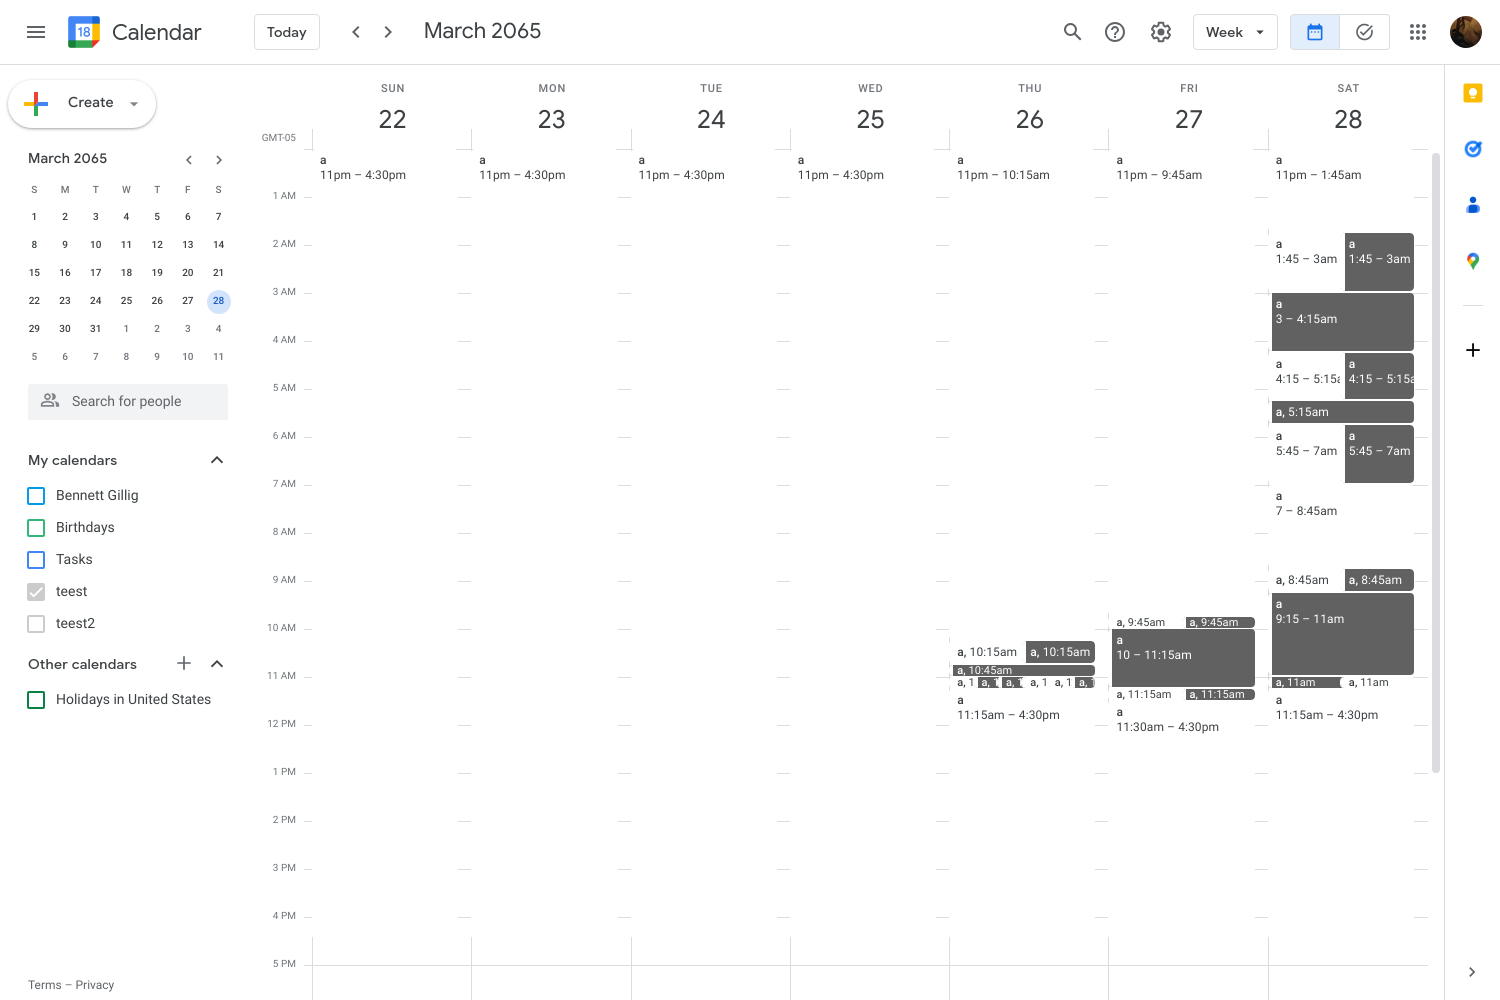 18 Calendar
Today
March 2065
Week
Create
March 2065
S M T W T F S
1 2 3 4 5 6 7
8 9 10 11 12 13 14
15 16 17 18 19 20 21
22 23 24 25 26 27 28
29 30 31 1 2 3 4
5 6 7 8 9 10 11
Search for people
My calendars
Bennett Gillig
Birthdays
Tasks
teest
teest2
Other calendars
Holidays in United States
Terms – Privacy
SUN MON TUE WED THU FRI SAT
22 23 24 25 26 27 28
GMT-05
1 AM
2 AM
3 AM
4 AM
5 AM
6 AM
7 AM
8 AM
9 AM
10 AM
11 AM
12 PM
1 PM
2 PM
3 PM
4 PM
5 PM
a
11pm – 4:30pm
a
11pm – 4:30pm
a
11pm – 4:30pm
a
11pm – 4:30pm
a
11pm – 10:15am
a, 10:15am
a, 10:15am
a, 10:45am
a, 1
a, 1
a, 1
a, 1
a, 1
a, 1
a
11:15am – 4:30pm
a
11pm – 9:45am
a, 9:45am
a, 9:45am
a
10 – 11:15am
a, 11:15am
a, 11:15am
a
11:30am – 4:30pm
a
11pm – 1:45am
a
1:45 – 3am
a
1:45 – 3am
a
3 – 4:15am
a
4:15 – 5:15a
a
4:15 – 5:15a
a, 5:15am
a
5:45 – 7am
a
5:45 – 7am
a
7 – 8:45am
a, 8:45am
a, 8:45am
a
9:15 – 11am
a, 11am
a, 11am
a
11:15am – 4:30pm